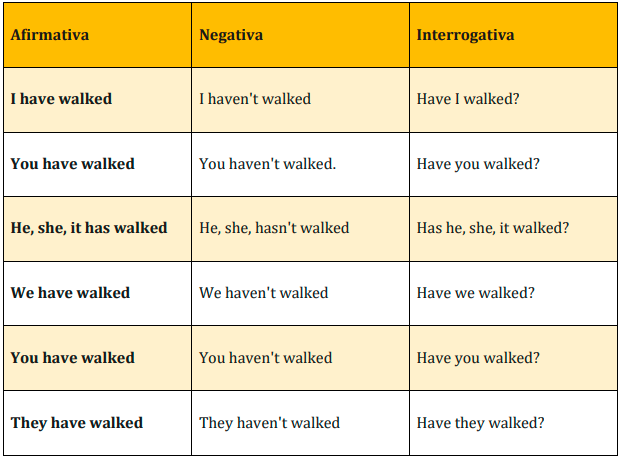 Afirmativa Negativa Interrogativa
I have walked I haven't walked Have I walked?
You have walked You haven't walked. Have you walked?
He, she, it has walked He, she, hasn't walked Has he, she, it walked?
We have walked We haven't walked Have we walked?
You have walked You haven't walked Have you walked?
They have walked They haven't walked Have they walked?